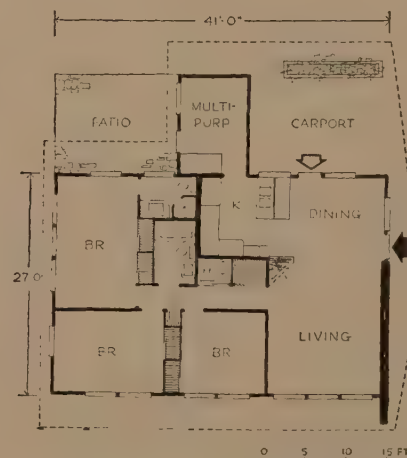 41'-0"
MULTI-
PURP
PATIO
CARPORT
K
DINING
BR
27'0"
LIVING
BR
BR
0 5 10 15 FT